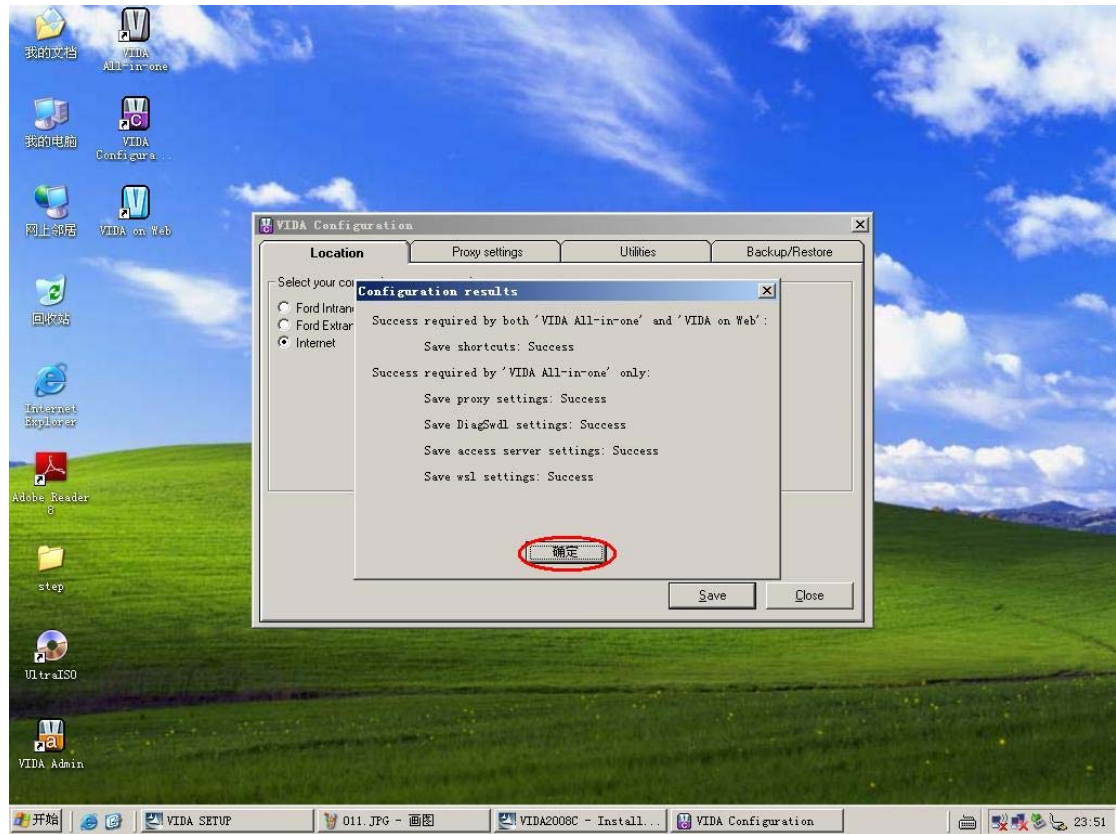 我的文档
VIDA
All-in-one
我的电脑
VIDA
Configura...
网上邻居
VIDA on Web
回收站
Internet
Explorer
Adobe Reader
8
step
UltraISO
VIDA Admin
VIDA Configuration
Location
Proxy settings
Utilities
Backup/Restore
Select your
Ford
Ford
Internet
Configuration results
Success required by both 'VIDA All-in-one' and 'VIDA on Web':
Save shortcuts: Success
Success required by 'VIDA All-in-one' only:
Save proxy settings: Success
Save DiagSwdl settings: Success
Save access server settings: Success
Save wsl settings: Success
确定
Save
Close
开始
VIDA SETUP
011.JPG - 画图
VIDA2008C - Install...
VIDA Configuration
23:51